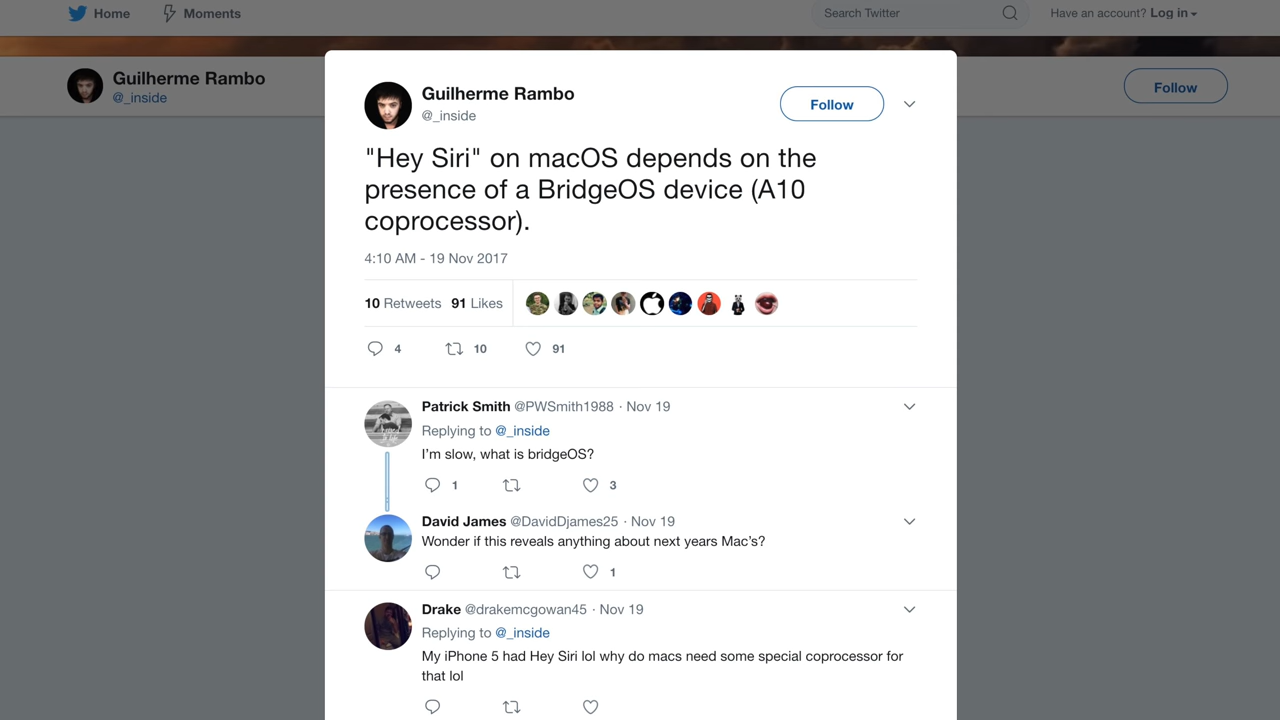 Home
Moments
Search Twitter
Have an account? Log in
Guilherme Rambo
@_inside
Follow
Guilherme Rambo
@_inside
Follow
"Hey Siri" on macOS depends on the
presence of a BridgeOS device (A10
coprocessor).
4:10 AM - 19 Nov 2017
10 Retweets 91 Likes
4 10 91
Patrick Smith @PWSmith1988 · Nov 19
Replying to @_inside
I'm slow, what is bridgeOS?
1 3
David James @DavidDjames25 · Nov 19
Wonder if this reveals anything about next years Mac's?
1
Drake @drakemcgowan45 · Nov 19
Replying to @_inside
My iPhone 5 had Hey Siri lol why do macs need some special coprocessor for
that lol